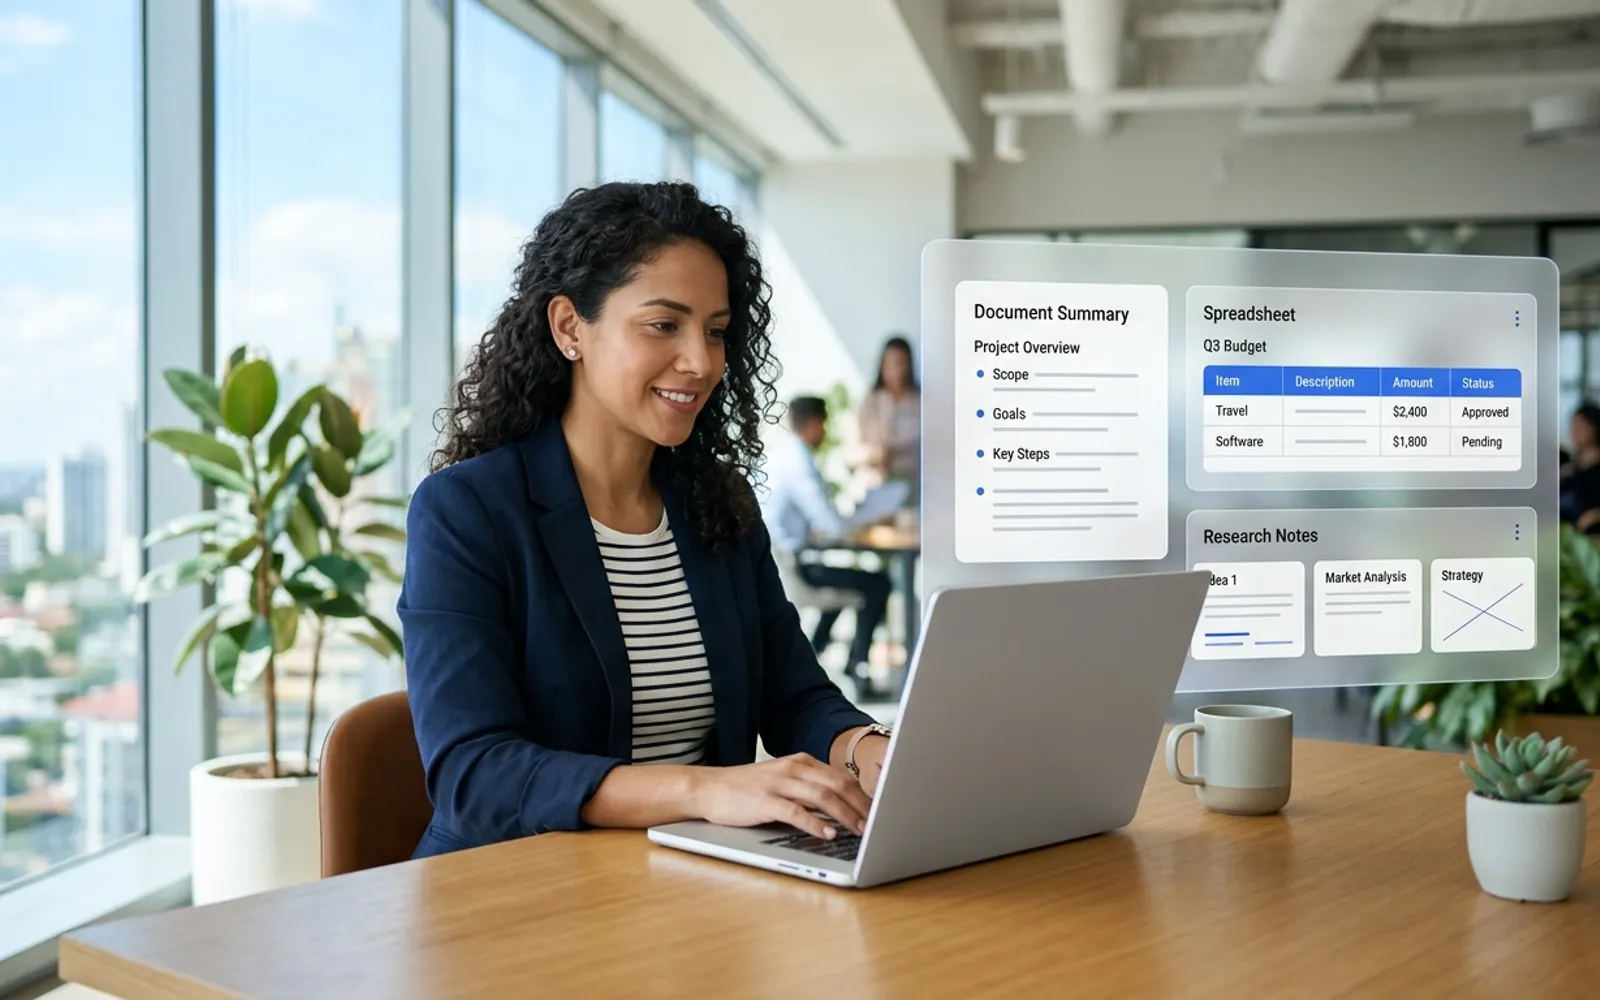 Document Summary
Project Overview
Scope
Goals
Key Steps
Spreadsheet
Q3 Budget
Item Description Amount Status
Travel $2,400 Approved
Software $1,800 Pending
Research Notes
dea 1
Market Analysis
Strategy